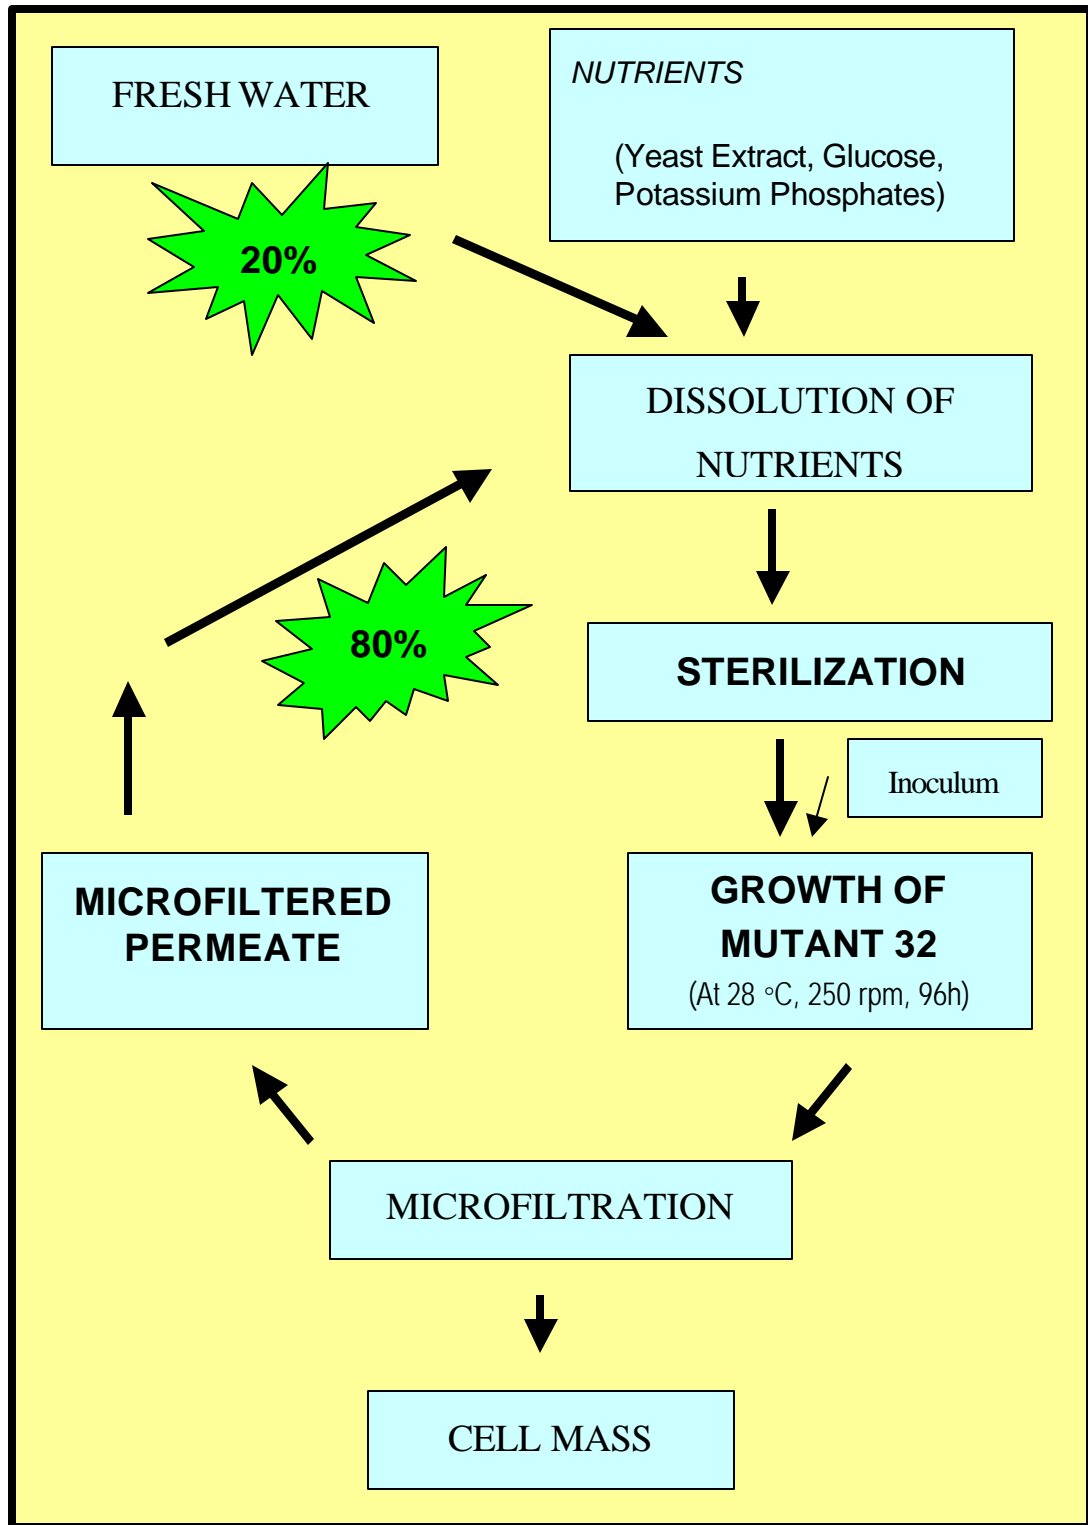 FRESH WATER
NUTRIENTS
(Yeast Extract, Glucose,
Potassium Phosphates)
20%
DISSOLUTION OF
NUTRIENTS
80%
STERILIZATION
Inoculum
MICROFILTERED
PERMEATE
GROWTH OF
MUTANT 32
(At 28 °C, 250 rpm, 96h)
MICROFILTRATION
CELL MASS